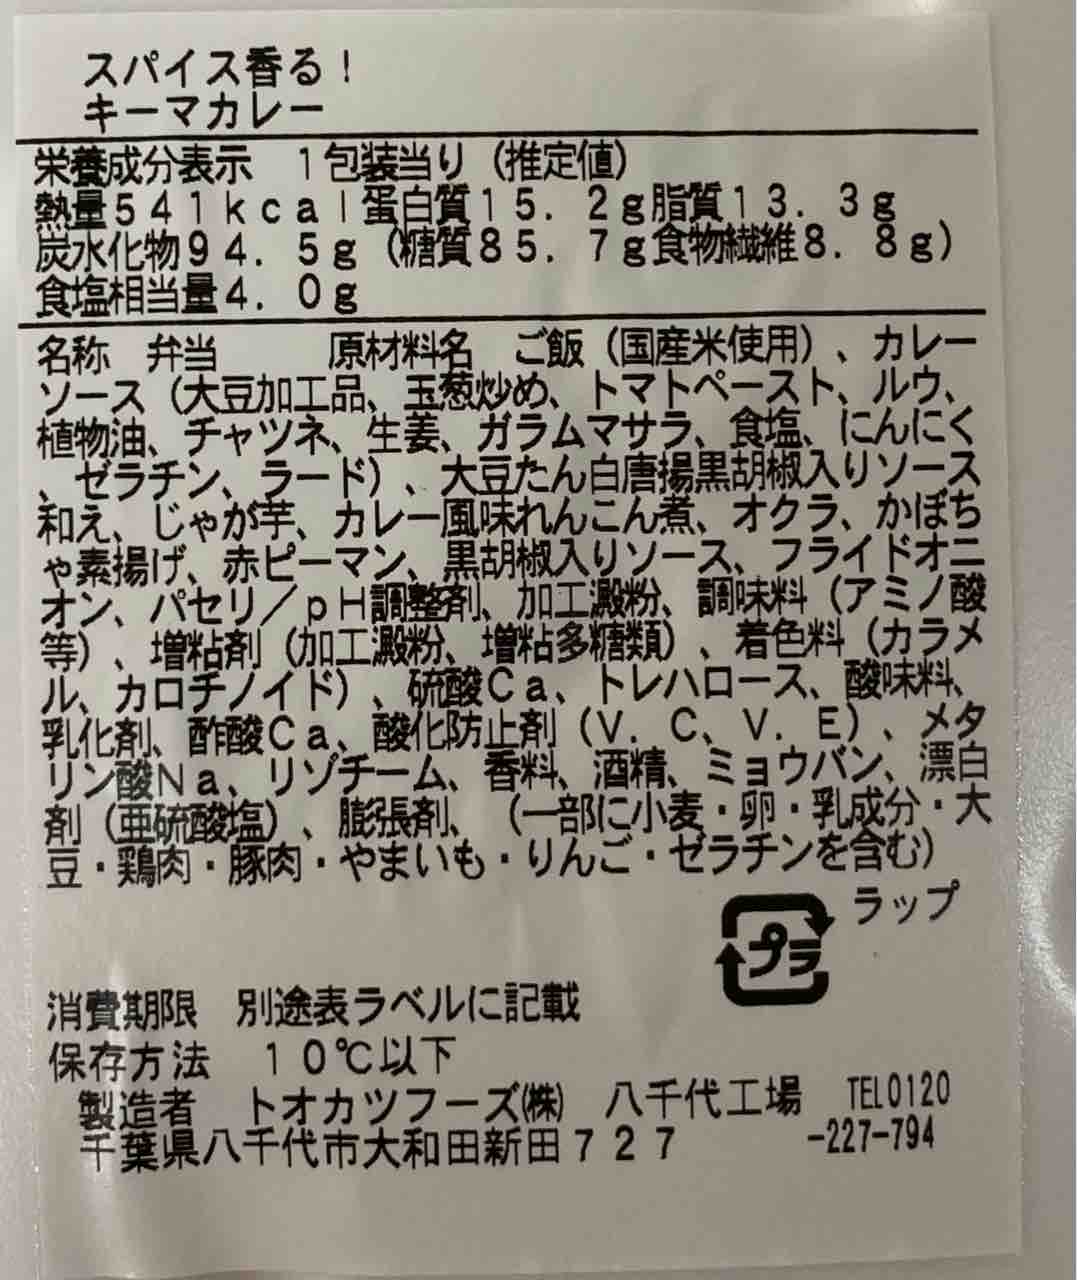 スパイス香る！
キーマカレー
栄養成分表示　１包装当り（推定値）
熱量５４１ｋｃａｌ蛋白質１５．２ｇ脂質１３．３ｇ
炭水化物９４．５ｇ（糖質８５．７ｇ食物繊維８．８ｇ）
食塩相当量４．０ｇ
名称　弁当　　　原材料名　ご飯（国産米使用）、カレー
ソース（大豆加工品、玉葱炒め、トマトペースト、ルウ、
植物油、チャツネ、生姜、ガラムマサラ、食塩、にんにく
、ゼラチン、ラード）、大豆たん白唐揚黒胡椒入りソース
和え、じゃが芋、カレー風味れんこん煮、オクラ、かぼち
ゃ素揚げ、赤ピーマン、黒胡椒入りソース、フライドオニ
オン、パセリ／ｐＨ調整剤、加工澱粉、調味料（アミノ酸
等）、増粘剤（加工澱粉、増粘多糖類）、着色料（カラメ
ル、カロチノイド）、硫酸Ｃａ、トレハロース、酸味料、
乳化剤、酢酸Ｃａ、酸化防止剤（Ｖ．Ｃ、Ｖ．Ｅ）、メタ
リン酸Ｎａ、リゾチーム、香料、酒精、ミョウバン、漂白
剤（亜硫酸塩）、膨張剤、（一部に小麦・卵・乳成分・大
豆・鶏肉・豚肉・やまいも・りんご・ゼラチンを含む）
プラ ラップ
消費期限　別途表ラベルに記載
保存方法　１０℃以下
製造者　トオカツフーズ㈱　八千代工場　TEL0120
千葉県八千代市大和田新田７２７　-227-794